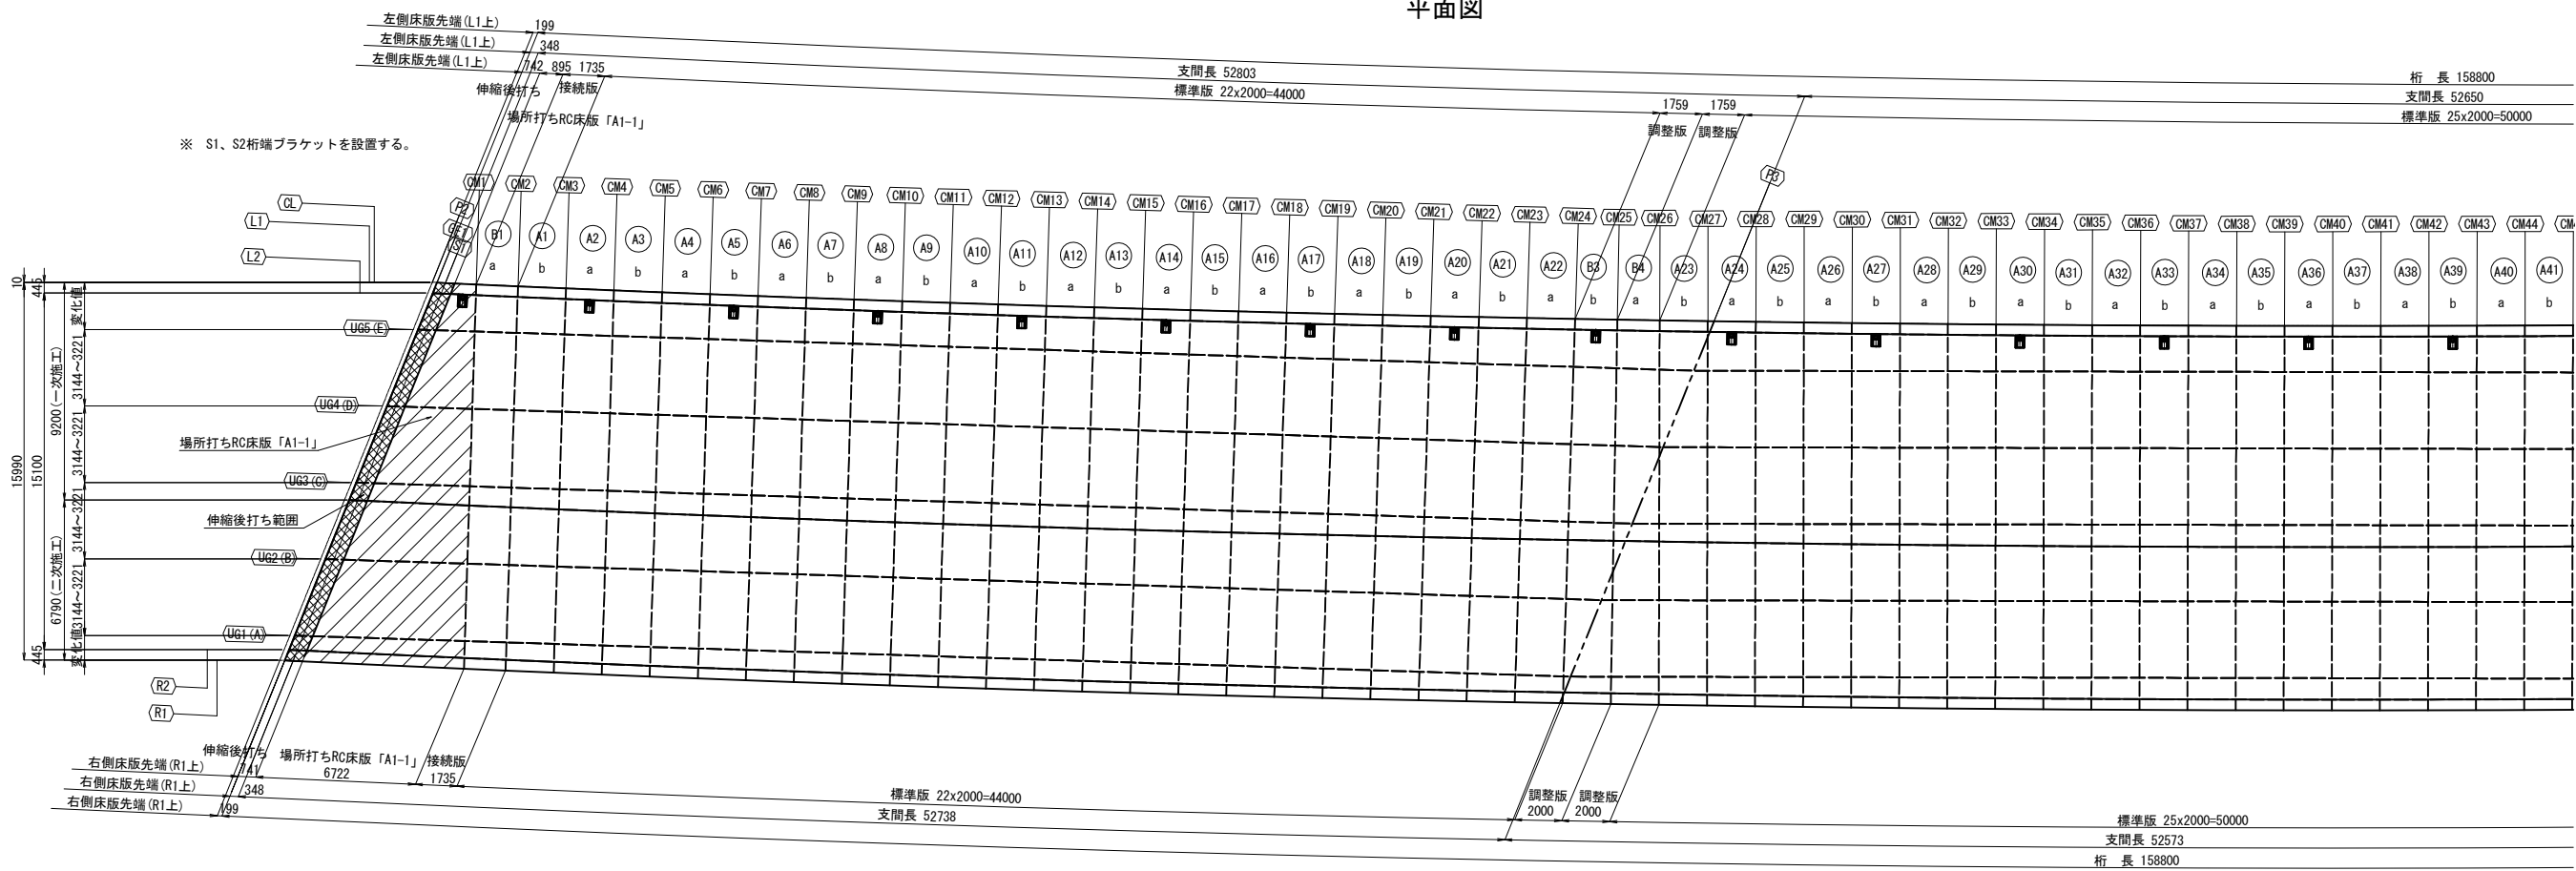 平面図
左側床版先端(L1上) 199
左側床版先端(L1上) 348
左側床版先端(L1上) 742 895 1735
支間長 52803
桁　長 158800
標準版 22x2000=44000
支間長 52650
標準版 25x2000=50000
伸縮後打ち 接続版
場所打ちRC床版「A1-1」
1759 1759
調整版 調整版
※　S1、S2桁端ブラケットを設置する。
CL
L1
L2
P2
GE1
S1
P3
CM1 CM2 CM3 CM4 CM5 CM6 CM7 CM8 CM9 CM10 CM11 CM12 CM13 CM14 CM15 CM16 CM17 CM18 CM19 CM20 CM21 CM22 CM23 CM24 CM25 CM26 CM27 CM28 CM29 CM30 CM31 CM32 CM33 CM34 CM35 CM36 CM37 CM38 CM39 CM40 CM41 CM42 CM43 CM44
B1 A1 A2 A3 A4 A5 A6 A7 A8 A9 A10 A11 A12 A13 A14 A15 A16 A17 A18 A19 A20 A21 A22 B3 B4 A23 A24 A25 A26 A27 A28 A29 A30 A31 A32 A33 A34 A35 A36 A37 A38 A39 A40 A41
a b a b a b a b a b a b a b a b a b a b a b a b a b a b a b a b a b a b a b a b a b a b
10
445
変化値
UG5(E)
3144～3221
9200(一次施工)
UG4(D)
3144～3221
場所打ちRC床版「A1-1」
15990
15100
UG3(C)
3144～3221
伸縮後打ち範囲
UG2(B)
6790(二次施工)
3144～3221
UG1(A)
変化値
445
R2
R1
伸縮後打ち 場所打ちRC床版「A1-1」 接続版
右側床版先端(R1上) 741 6722 1735
右側床版先端(R1上) 348
右側床版先端(R1上) 199
標準版 22x2000=44000
支間長 52738
調整版 調整版
2000 2000
標準版 25x2000=50000
支間長 52573
桁　長 158800